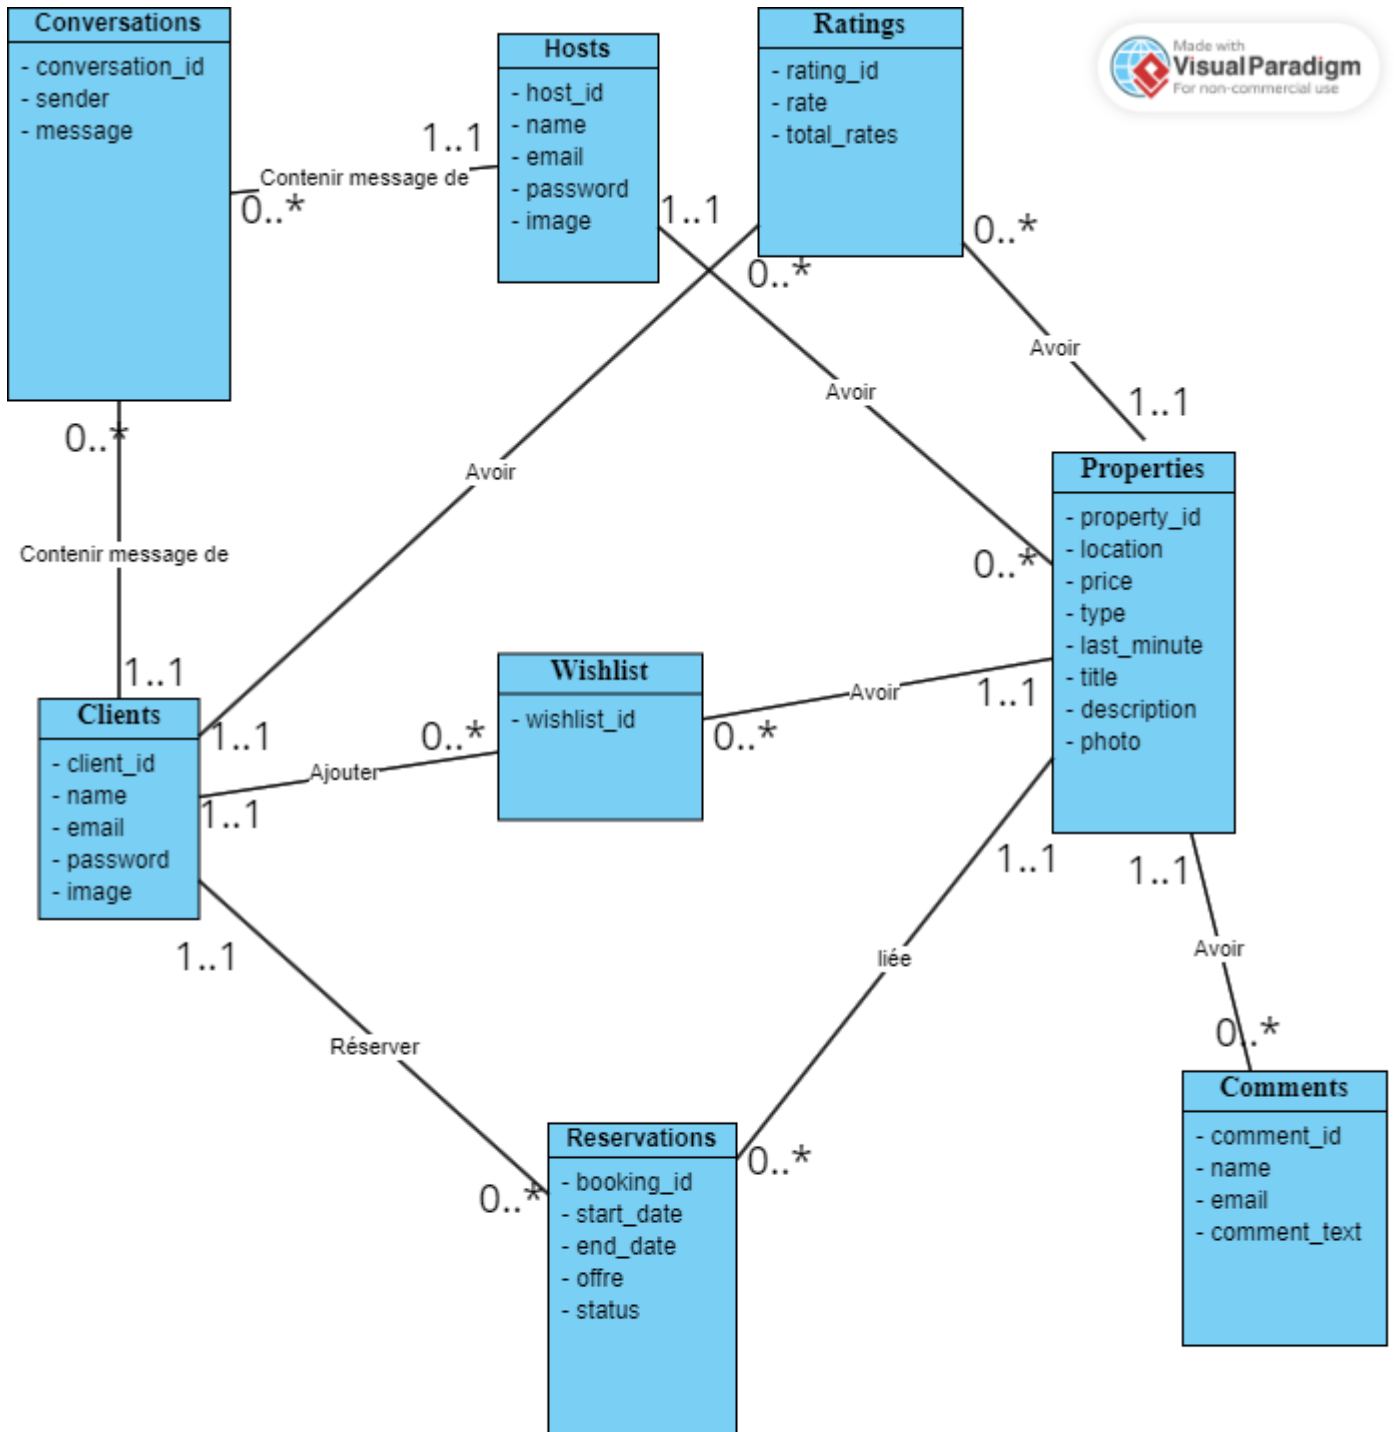 Conversations
- conversation_id
- sender
- message
Hosts
- host_id
- name
- email
- password
- image
Ratings
- rating_id
- rate
- total_rates
Made with
Visual Paradigm
For non-commercial use
1..1
Contenir message de
0..*
1..1
0..*
0..*
Avoir
Avoir
1..1
0..*
Avoir
Contenir message de
0..*
1..1
Properties
- property_id
- location
- price
- type
- last_minute
- title
- description
- photo
Clients
- client_id
- name
- email
- password
- image
1..1
0..*
Ajouter
1..1
Wishlist
- wishlist_id
Avoir
0..*
1..1
1..1
Réserver
0..*
1..1
liée
0..*
1..1
Avoir
0..*
Reservations
- booking_id
- start_date
- end_date
- offre
- status
Comments
- comment_id
- name
- email
- comment_text